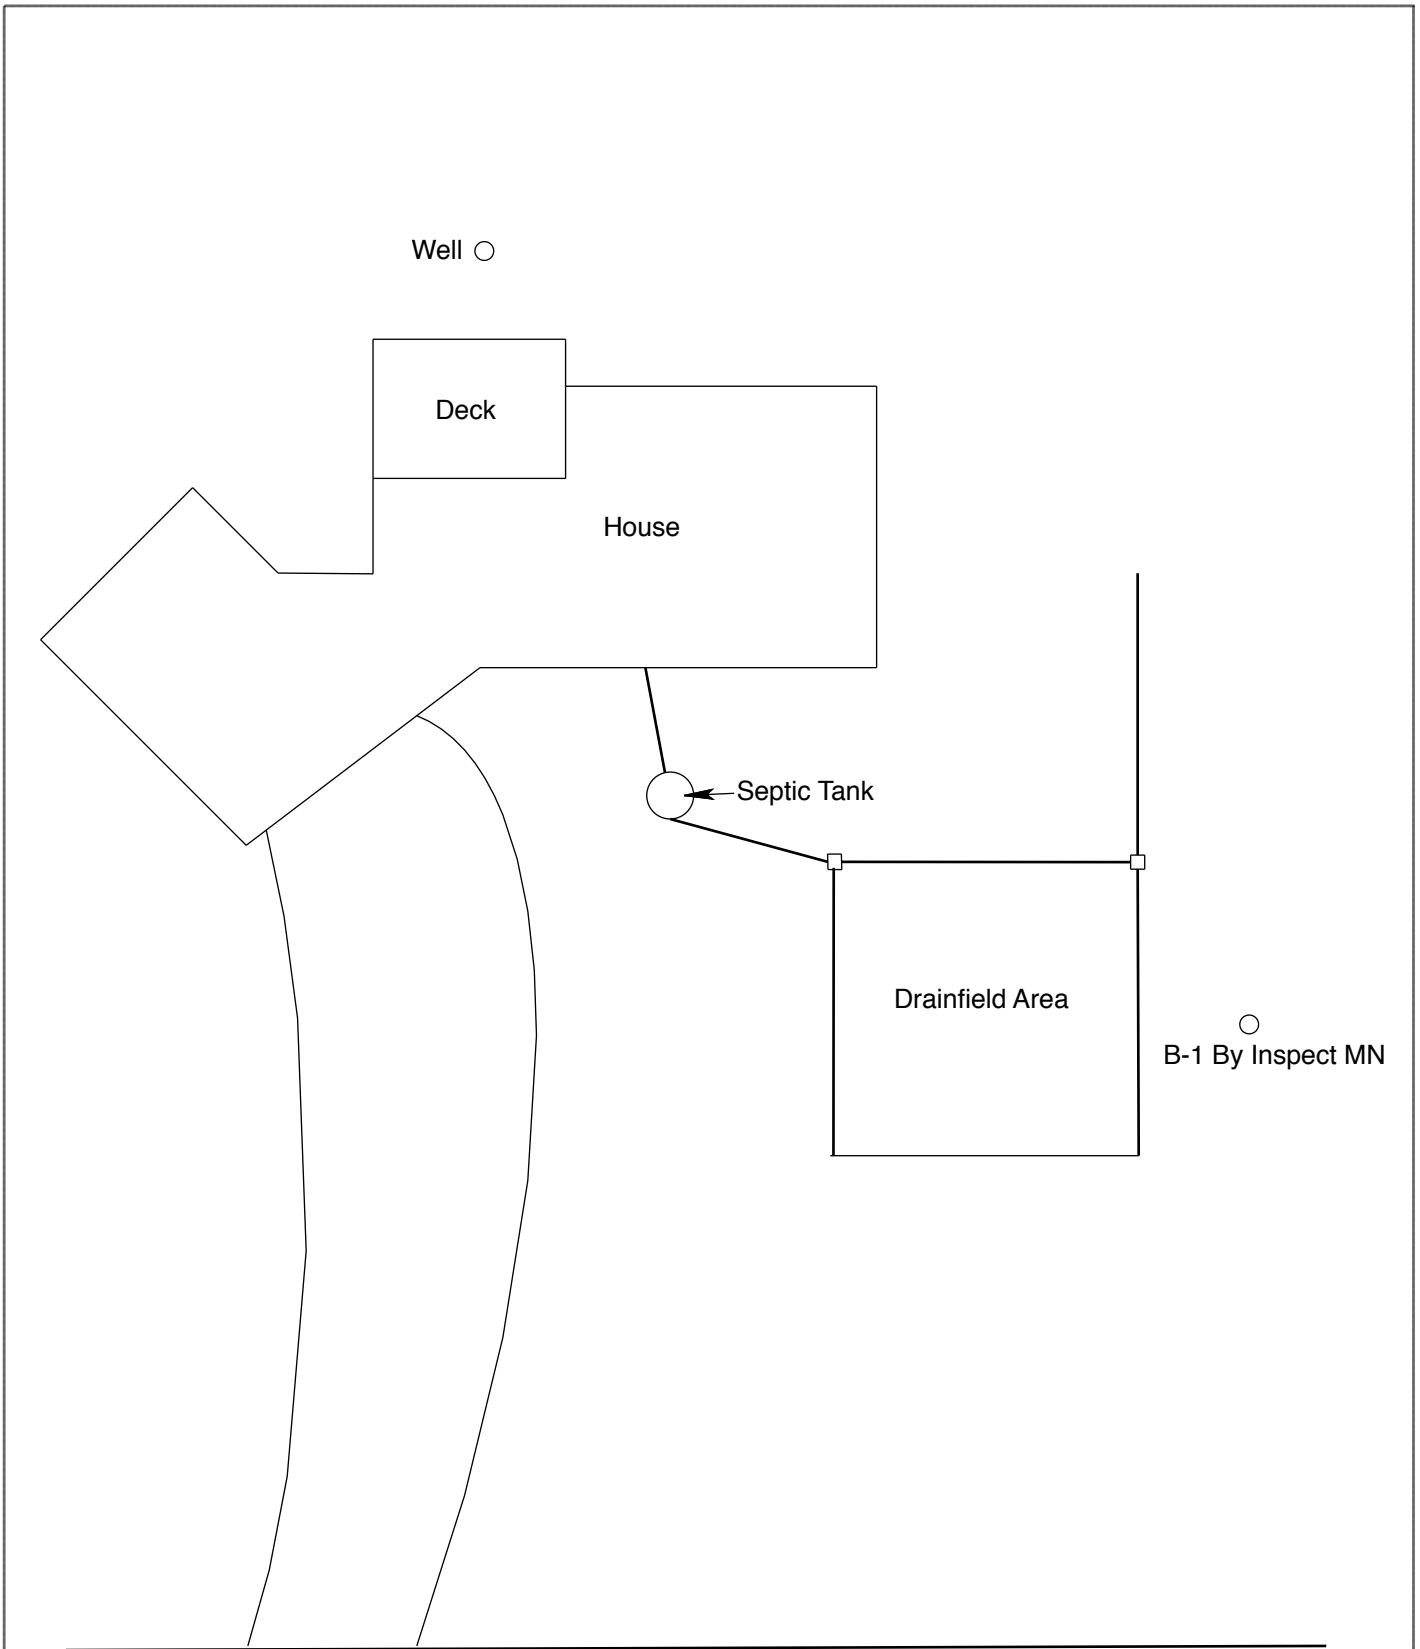 Well
Deck
House
Septic Tank
Drainfield Area
B-1 By Inspect MN